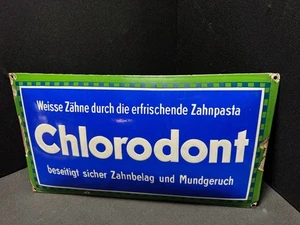 Weisse Zähne durch die erfrischende Zahnpasta
Chlorodont
beseitigt sicher Zahnbelag und Mundgeruch